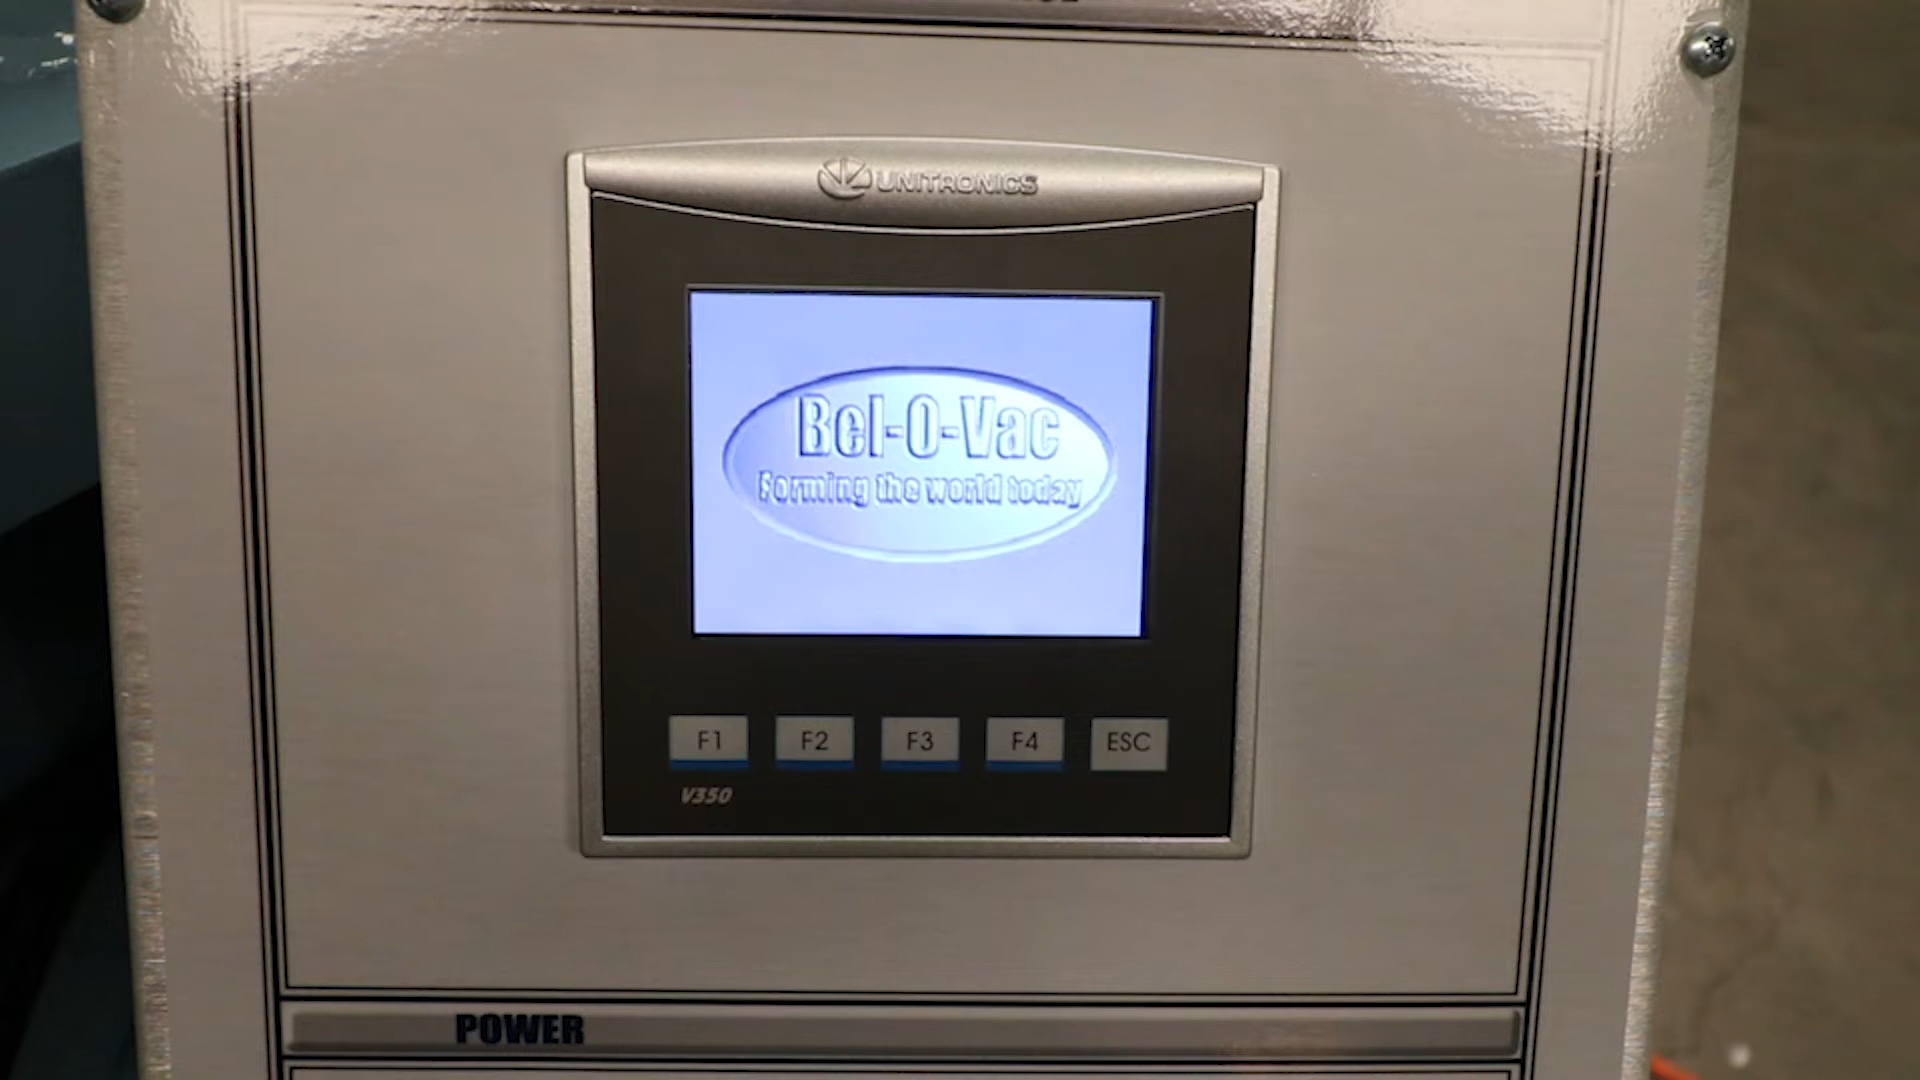 UNITRONICS
Bel-O-Vac
Forming the world today
F1 F2 F3 F4 ESC
V350
POWER